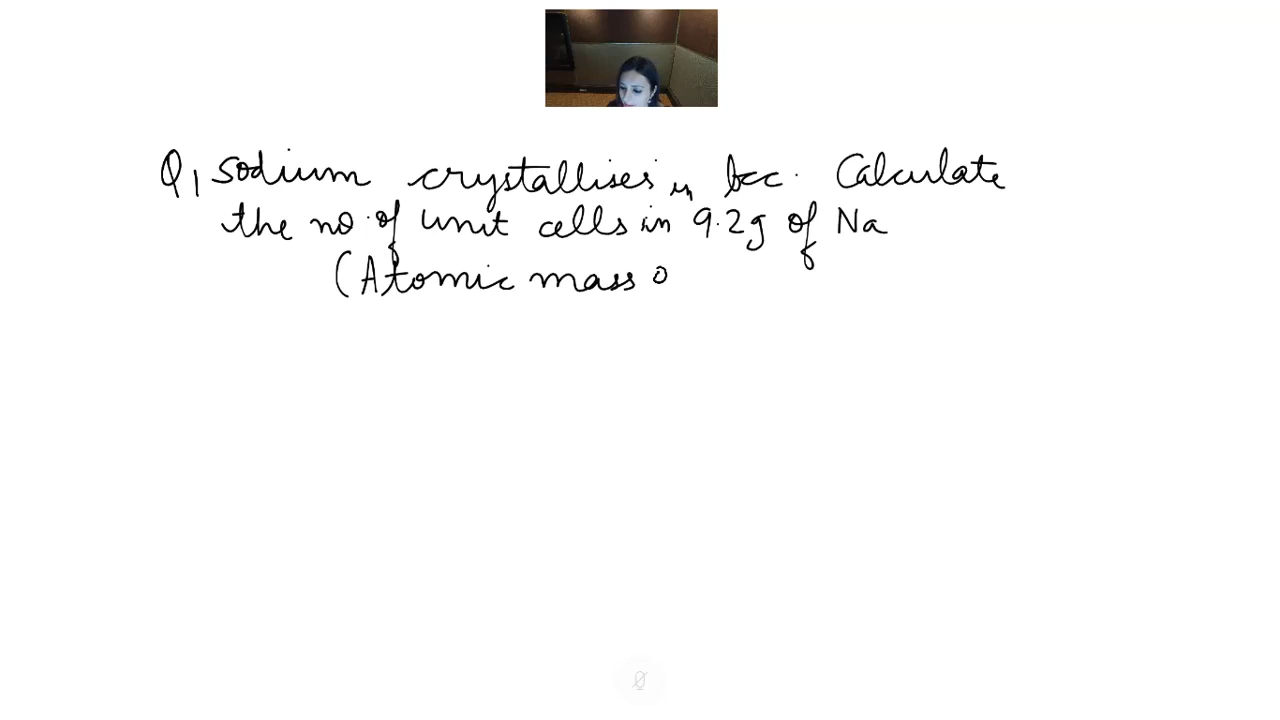 Q1 Sodium crystallises in bcc. Calculate
the no. of unit cells in 9.2g of Na
(Atomic mass o